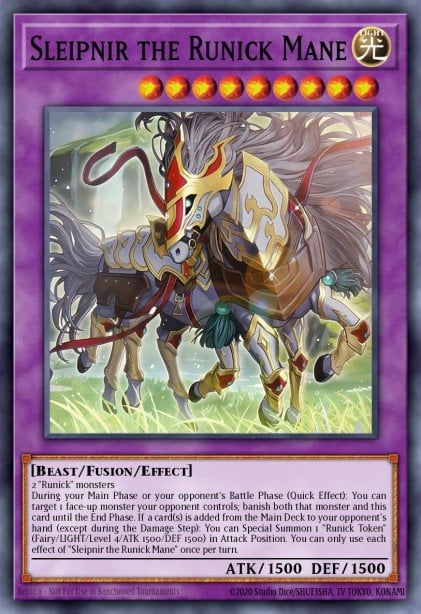 Sleipnir the Runick Mane
LIGHT
光
[Beast/Fusion/Effect]
2 "Runick" monsters
During your Main Phase or your opponent's Battle Phase (Quick Effect): You can
target 1 face-up monster your opponent controls; banish both that monster and this
card until the End Phase. If a card(s) is added from the Main Deck to your opponent's
hand (except during the Damage Step): You can Special Summon 1 "Runick Token"
(Fairy/LIGHT/Level 4/ATK 1500/DEF 1500) in Attack Position. You can only use each
effect of "Sleipnir the Runick Mane" once per turn.
ATK/1500 DEF/1500
Replica - Not For Use in Sanctioned Tournaments
©2020 Studio Dice/SHUEISHA, TV TOKYO, KONAMI